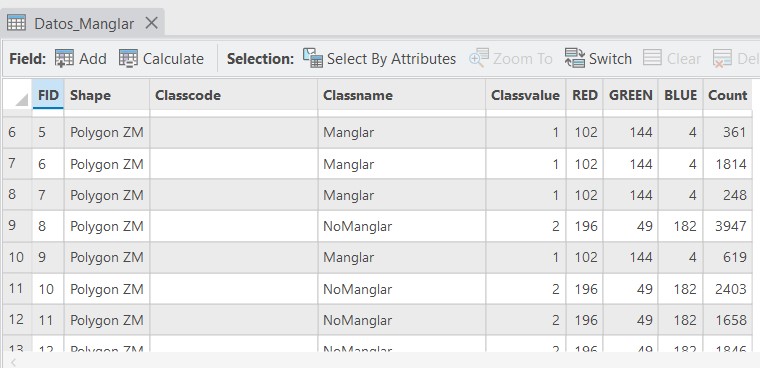 Datos_Manglar
Field: Add Calculate Selection: Select By Attributes Zoom To Switch Clear Del
FID Shape Classcode Classname Classvalue RED GREEN BLUE Count
6 5 Polygon ZM Manglar 1 102 144 4 361
7 6 Polygon ZM Manglar 1 102 144 4 1814
8 7 Polygon ZM Manglar 1 102 144 4 248
9 8 Polygon ZM NoManglar 2 196 49 182 3947
10 9 Polygon ZM Manglar 1 102 144 4 619
11 10 Polygon ZM NoManglar 2 196 49 182 2403
12 11 Polygon ZM NoManglar 2 196 49 182 1658
13 12 Polygon ZM NoManglar 2 196 49 182 1846